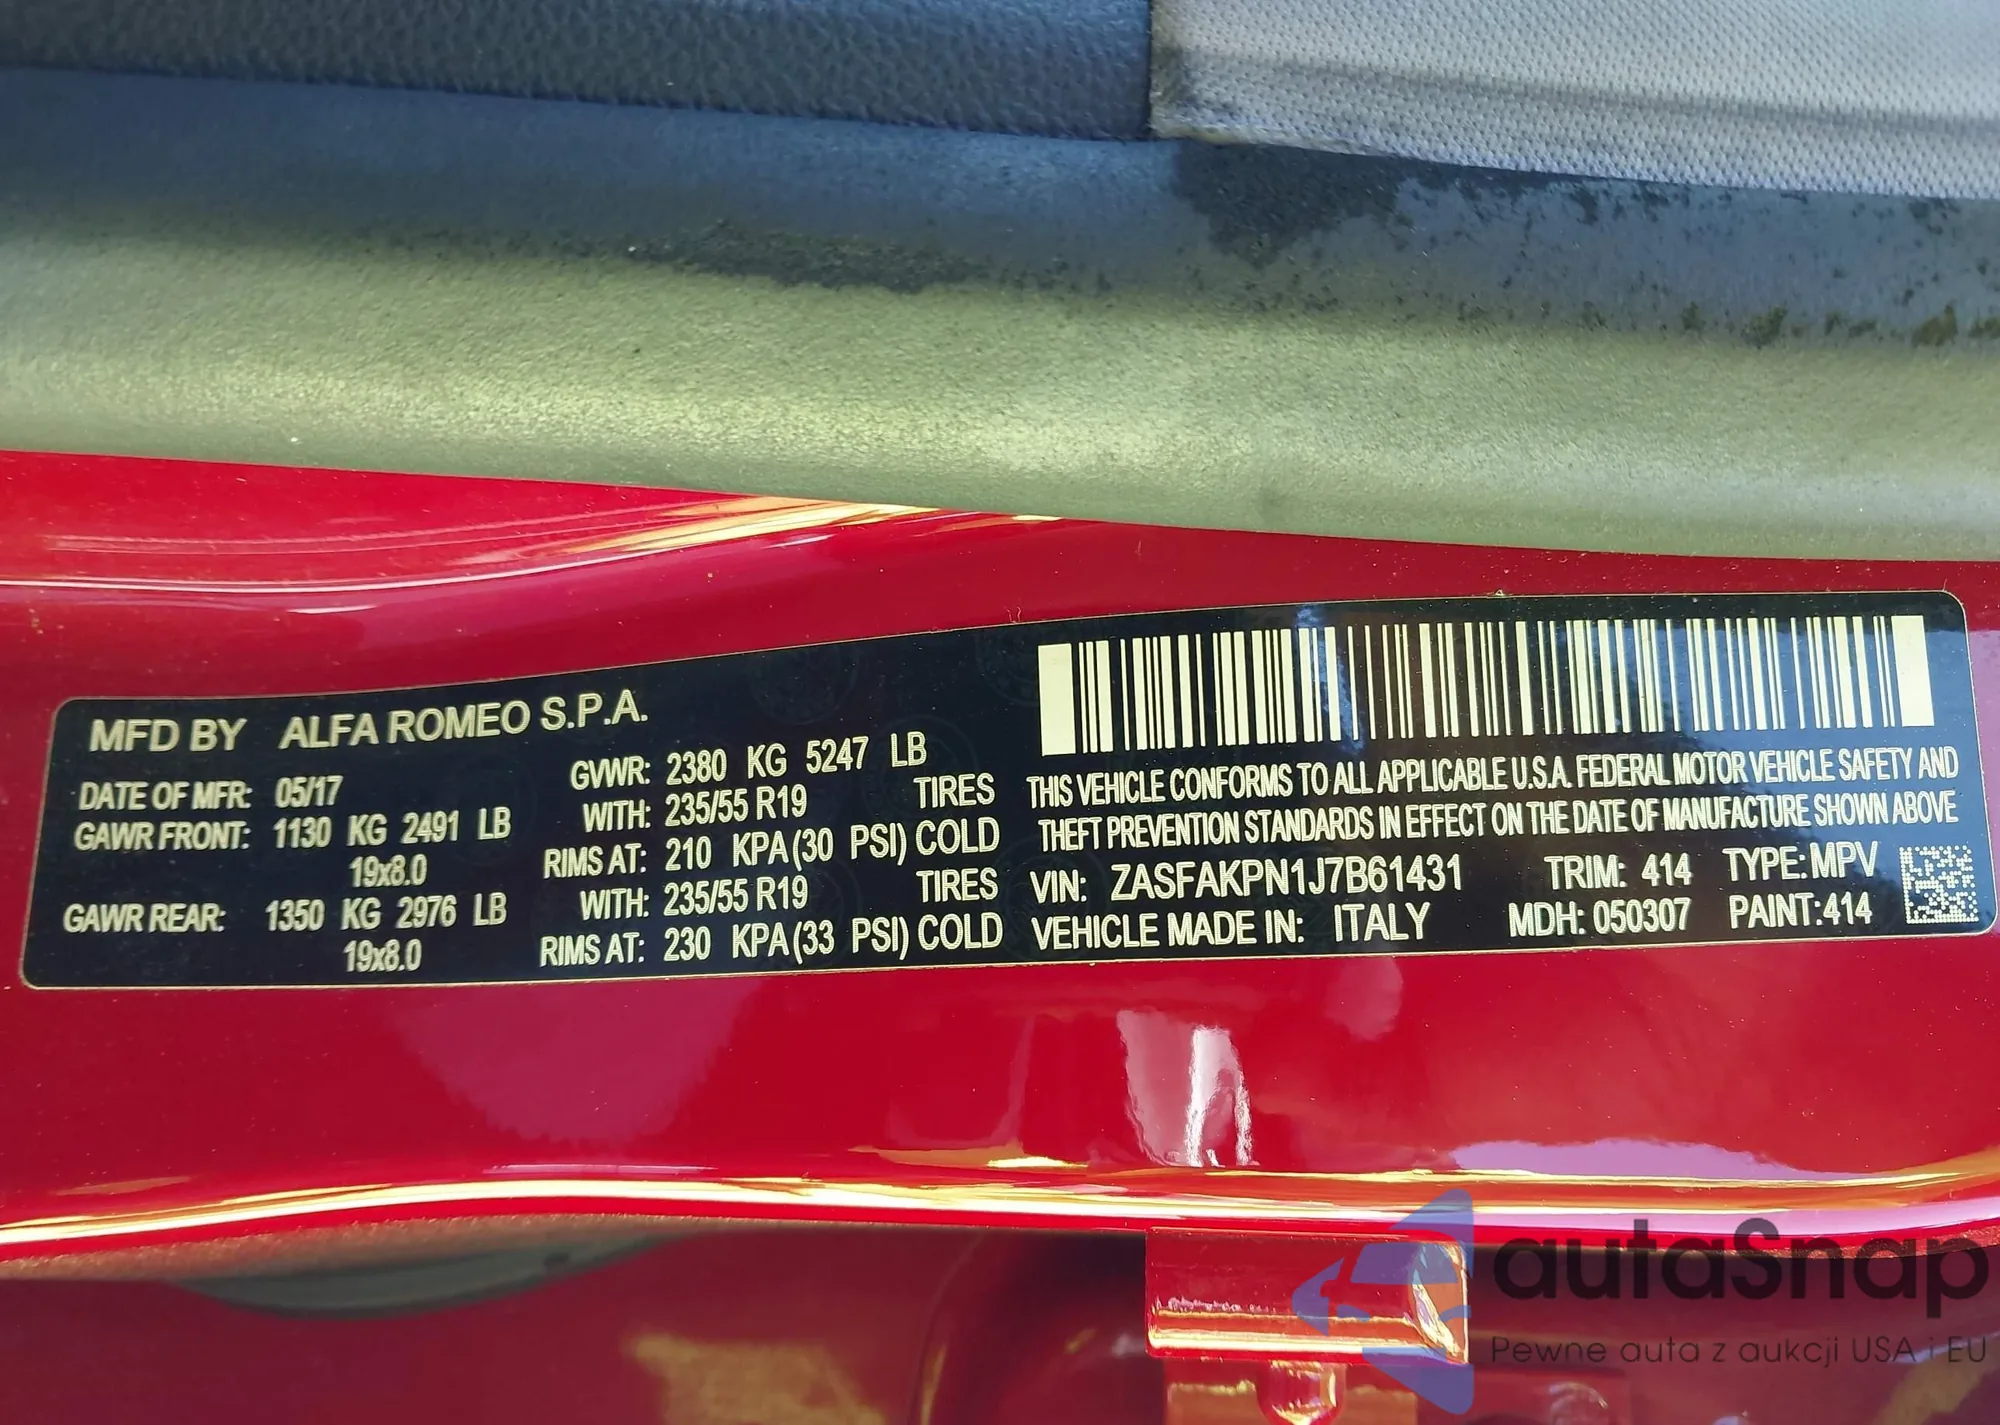 MFD BY ALFA ROMEO S.P.A.
DATE OF MFR: 05/17
GAWR FRONT: 1130 KG 2491 LB
19x8.0
GAWR REAR: 1350 KG 2976 LB
19x8.0
GVWR: 2380 KG 5247 LB
WITH: 235/55 R19 TIRES
RIMS AT: 210 KPA(30 PSI) COLD
WITH: 235/55 R19 TIRES
RIMS AT: 230 KPA(33 PSI) COLD
THIS VEHICLE CONFORMS TO ALL APPLICABLE U.S.A. FEDERAL MOTOR VEHICLE SAFETY AND
THEFT PREVENTION STANDARDS IN EFFECT ON THE DATE OF MANUFACTURE SHOWN ABOVE
VIN: ZASFAKPN1J7B61431 TRIM: 414 TYPE: MPV
VEHICLE MADE IN: ITALY MDH: 050307 PAINT:414
autaSnap
Pewne auta z aukcji USA i EU